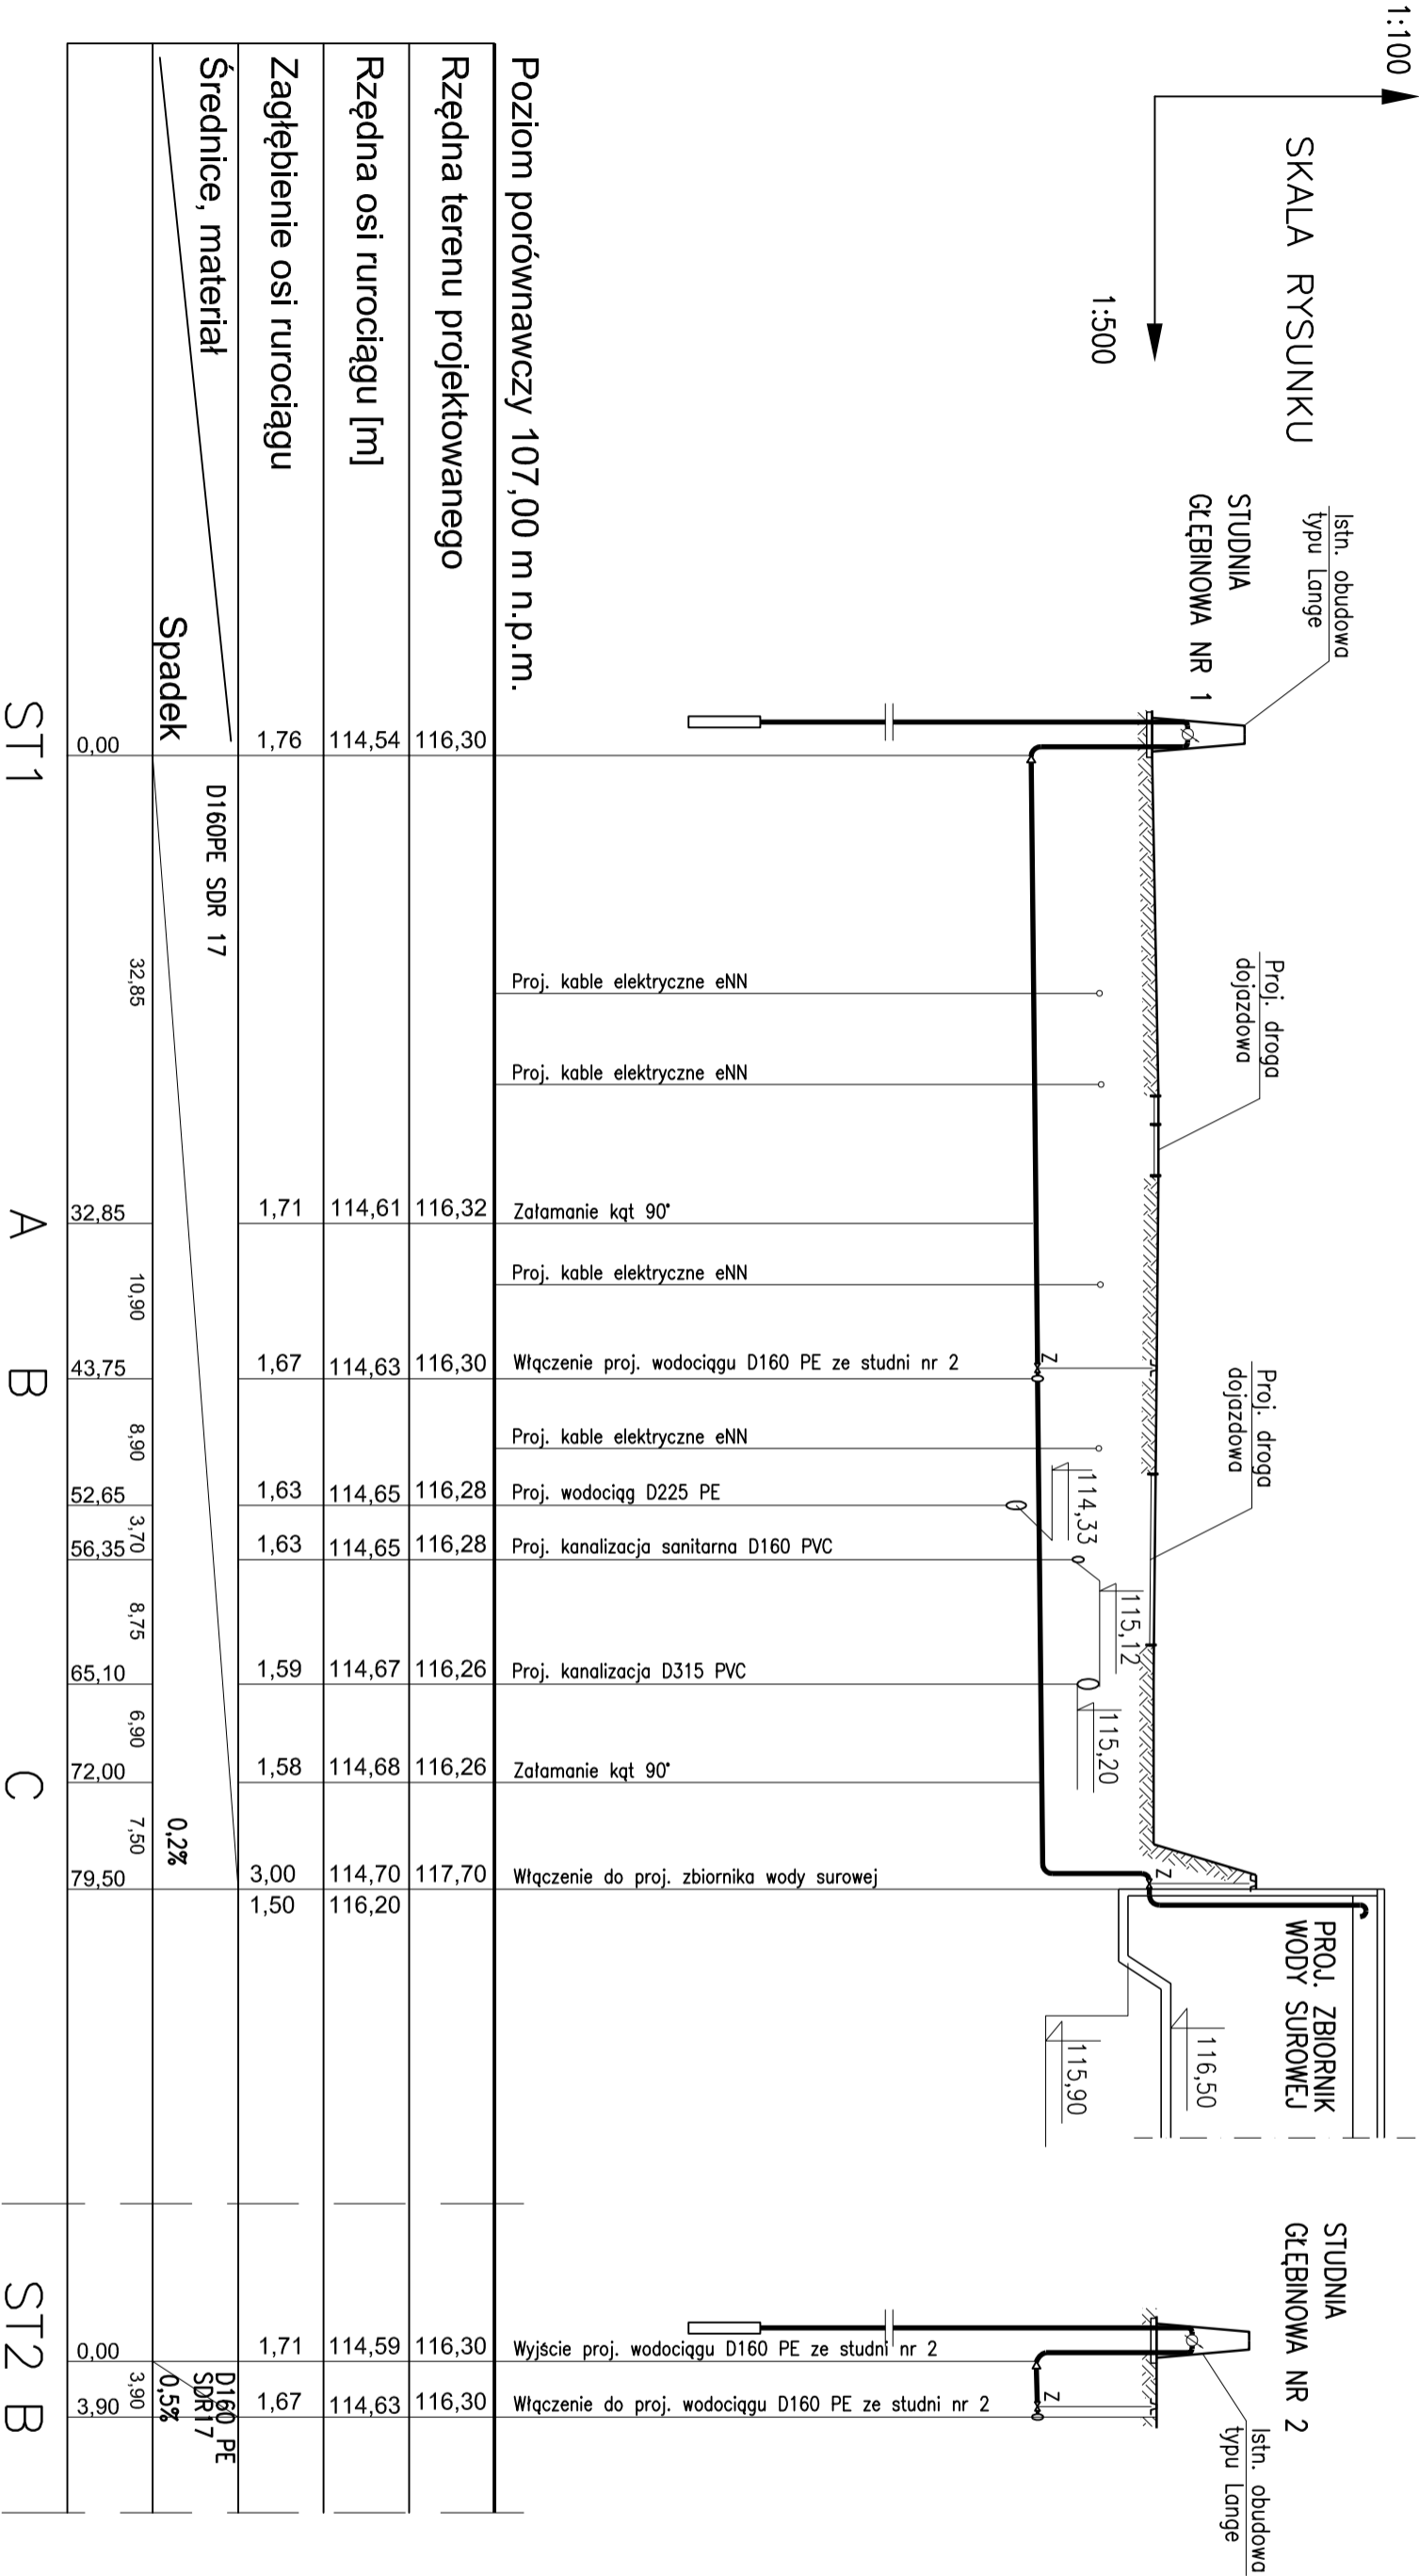 1:100
SKALA RYSUNKU
1:500
Istn. obudowa
typu Lange
STUDNIA
GŁĘBINOWA NR 1
Proj. droga
dojazdowa
Proj. droga
dojazdowa
PROJ. ZBIORNIK
WODY SUROWEJ
116,50
115,90
STUDNIA
GŁĘBINOWA NR 2
Istn. obudowa
typu Lange
Z
114,33
115,12
115,20
Z
Z
Proj. kable elektryczne eNN
Proj. kable elektryczne eNN
Załamanie kąt 90°
Proj. kable elektryczne eNN
Włączenie proj. wodociągu D160 PE ze studni nr 2
Proj. kable elektryczne eNN
Proj. wodociąg D225 PE
Proj. kanalizacja sanitarna D160 PVC
Proj. kanalizacja D315 PVC
Załamanie kąt 90°
Włączenie do proj. zbiornika wody surowej
Wyjście proj. wodociągu D160 PE ze studni nr 2
Włączenie do proj. wodociągu D160 PE ze studni nr 2
Poziom porównawczy 107,00 m n.p.m.
Rzędna terenu projektowanego
116,30 116,32 116,30 116,28 116,28 116,26 116,26 117,70 116,30 116,30
Rzędna osi rurociągu [m]
114,54 114,61 114,63 114,65 114,65 114,67 114,68 114,70 116,20 114,59 114,63
Zagłębienie osi rurociągu
1,76 1,71 1,67 1,63 1,63 1,59 1,58 3,00 1,50 1,71 1,67
Średnice, materiał
D160PE SDR 17
D160 PE
SDR17
Spadek
0,2%
0,5%
32,85 10,90 8,90 3,70 8,75 6,90 7,50 3,90
0,00 32,85 43,75 52,65 56,35 65,10 72,00 79,50 0,00 3,90
ST1 A B C ST2 B